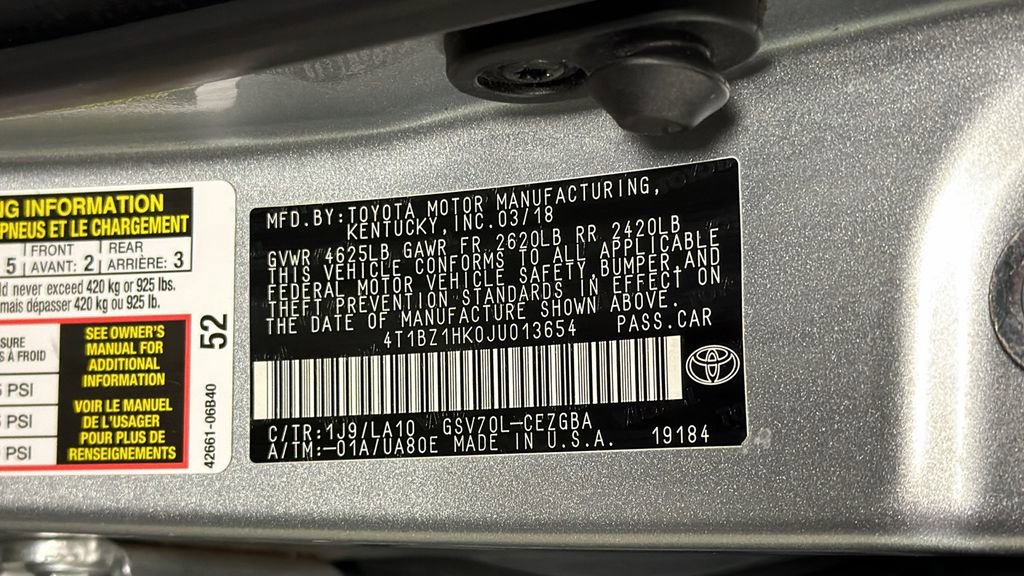 NG INFORMATION
PNEUS ET LE CHARGEMENT
5 FRONT AVANT: 2 REAR ARRIÈRE: 3
ld never exceed 420 kg or 925 lbs.
mais dépasser 420 kg ou 925 lb.
SURE
S À FROID
PSI
PSI
PSI
SEE OWNER'S
MANUAL FOR
ADDITIONAL
INFORMATION
VOIR LE MANUEL
DE L'USAGER
POUR PLUS DE
RENSEIGNEMENTS
52
42661-06B40
MFD.BY:TOYOTA MOTOR MANUFACTURING,
KENTUCKY, INC.03/18
GVWR 4625LB GAWR FR 2620LB RR 2420LB
THIS VEHICLE CONFORMS TO ALL APPLICABLE
FEDERAL MOTOR VEHICLE SAFETY,BUMPER AND
THEFT PREVENTION STANDARDS IN EFFECT ON
THE DATE OF MANUFACTURE SHOWN ABOVE.
4T1BZ1HK0JU013654 PASS.CAR
C/TR:1J9/LA10 GSV70L-CEZGBA
A/TM:-01A/UA80E MADE IN U.S.A. 19184